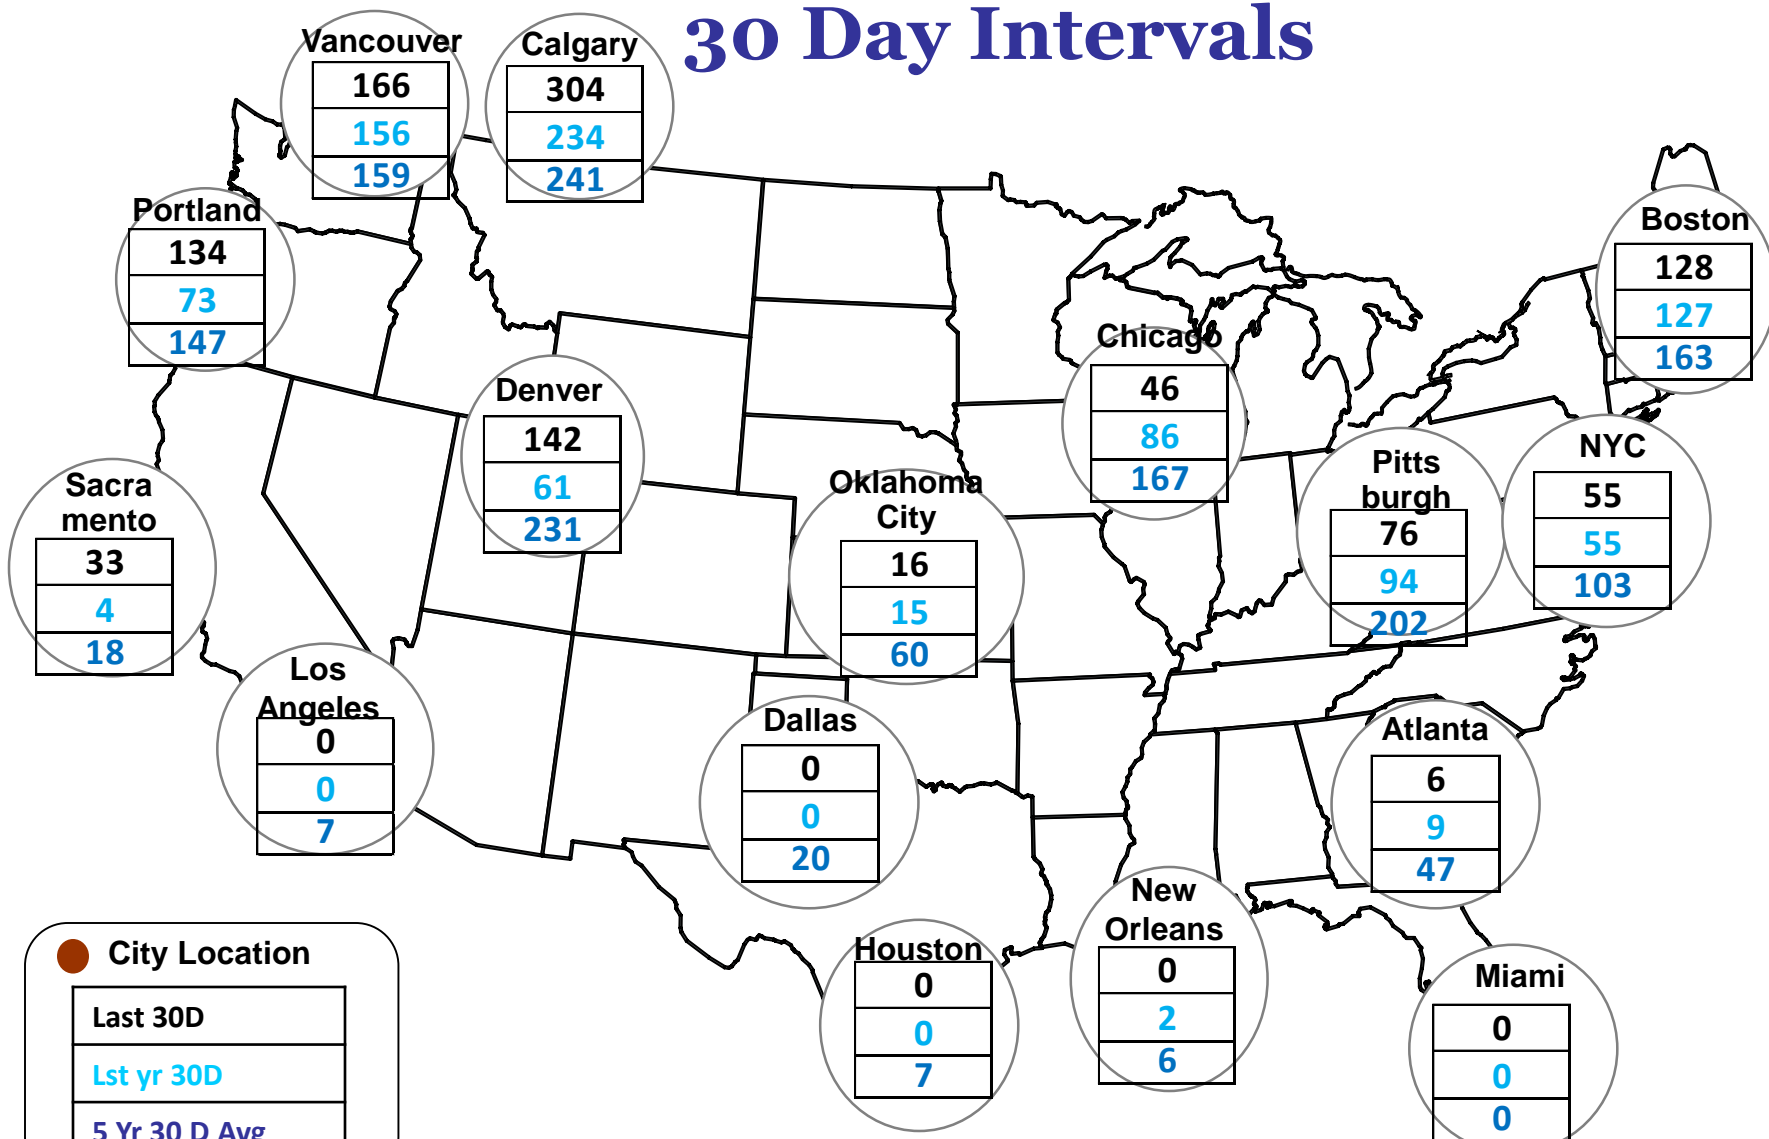 30 Day Intervals
Vancouver
166
156
159
Calgary
304
234
241
Portland
134
73
147
Boston
128
127
163
Chicago
46
86
167
Denver
142
61
231
NYC
55
55
103
Pitts
burgh
76
94
202
Sacra
mento
33
4
18
Oklahoma
City
16
15
60
Los
Angeles
0
0
7
Dallas
0
0
20
Atlanta
6
9
47
New
Orleans
0
2
6
Houston
0
0
7
Miami
0
0
0
City Location
Last 30D
Lst yr 30D
5 Yr 30 D Avg